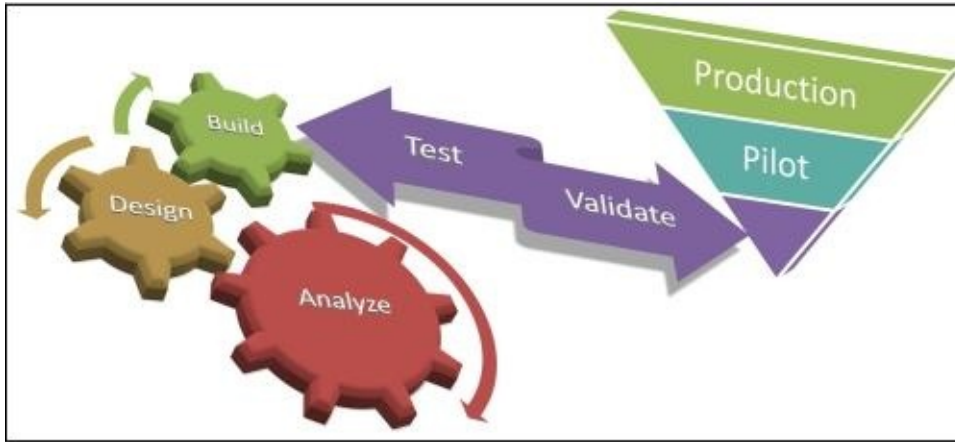 Build
Design
Analyze
Test
Validate
Production
Pilot